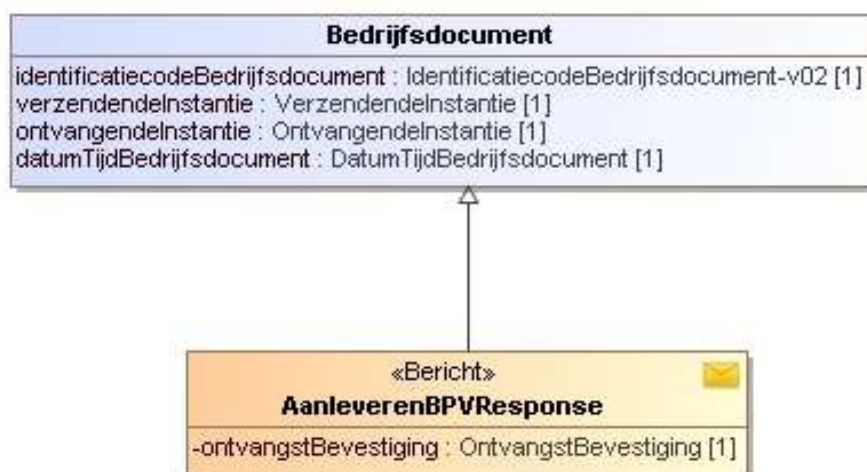 Bedrijfsdocument
identificatiecodeBedrijfsdocument : IdentificatiecodeBedrijfsdocument-v02 [1]
verzendendeInstantie : VerzendendeInstantie [1]
ontvangendeInstantie : OntvangendeInstantie [1]
datumTijdBedrijfsdocument : DatumTijdBedrijfsdocument [1]
«Bericht»
AanleverenBPVResponse
-ontvangstBevestiging : OntvangstBevestiging [1]